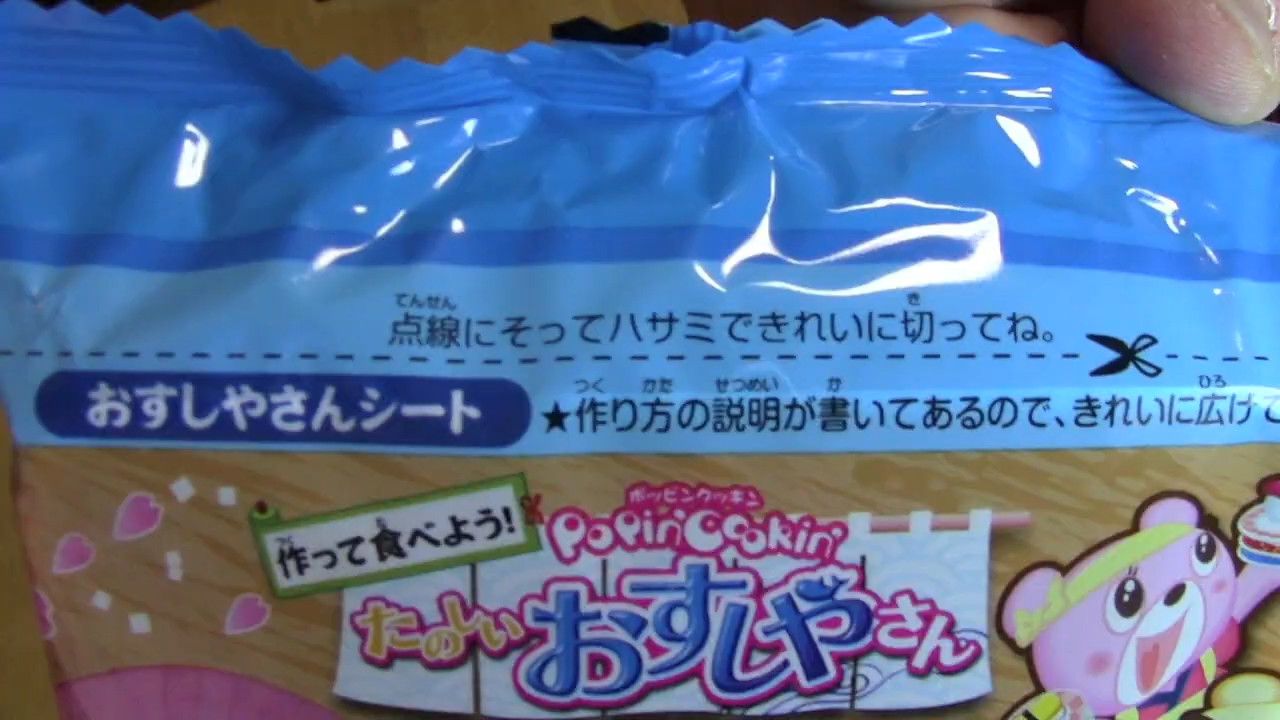 てんせん き
点線にそってハサミできれいに切ってね。
おすしやさんシート
つく かた せつめい か ひろ
★作り方の説明が書いてあるので、きれいに広げて
つく た
作って食べよう!
ポッピンクッキン
Popin'Cookin'
たのしい おすしやさん